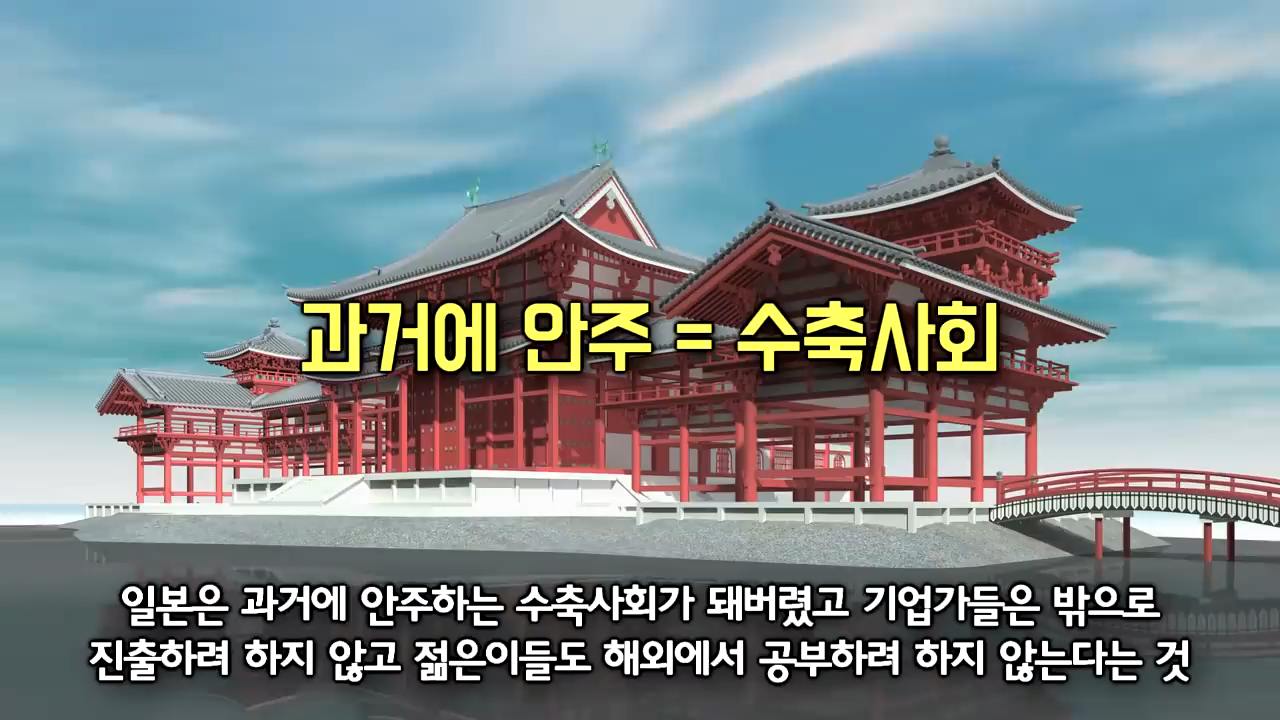 과거에 안주 = 수축사회
일본은 과거에 안주하는 수축사회가 돼버렸고 기업가들은 밖으로
진출하려 하지 않고 젊은이들도 해외에서 공부하려 하지 않는다는 것